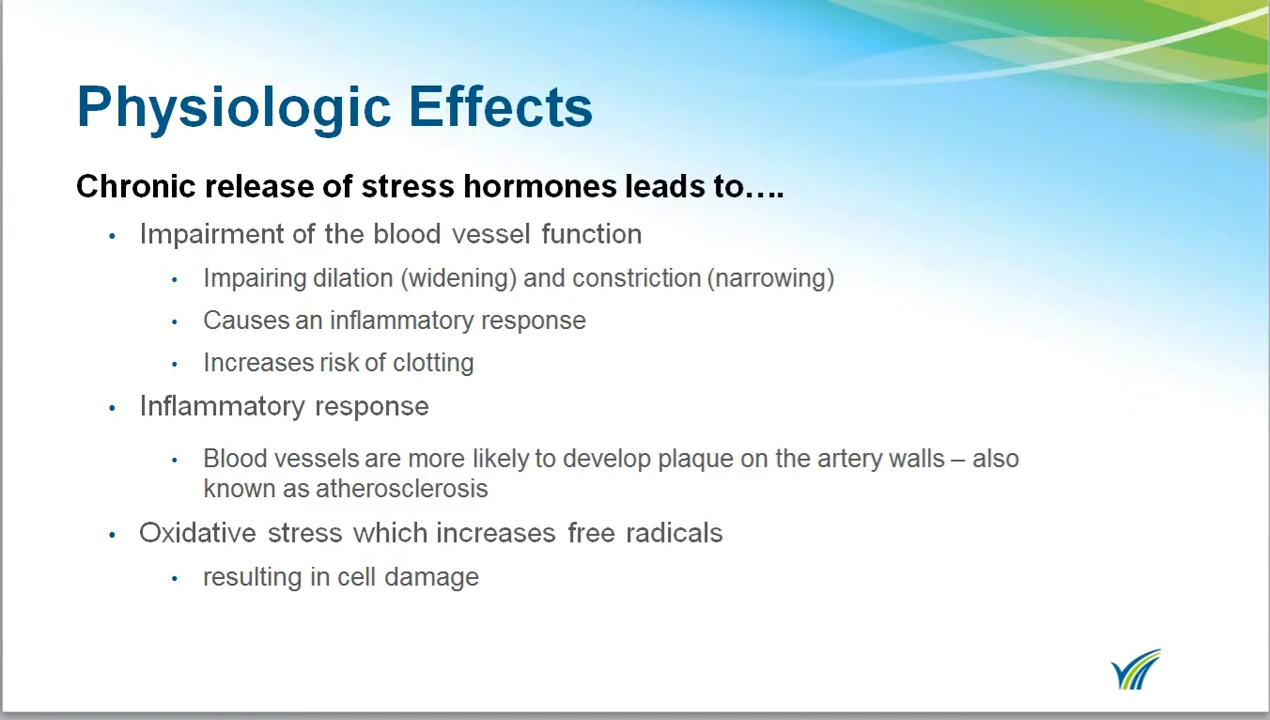 Physiologic Effects
Chronic release of stress hormones leads to….
• Impairment of the blood vessel function
• Impairing dilation (widening) and constriction (narrowing)
• Causes an inflammatory response
• Increases risk of clotting
• Inflammatory response
• Blood vessels are more likely to develop plaque on the artery walls – also
known as atherosclerosis
• Oxidative stress which increases free radicals
• resulting in cell damage